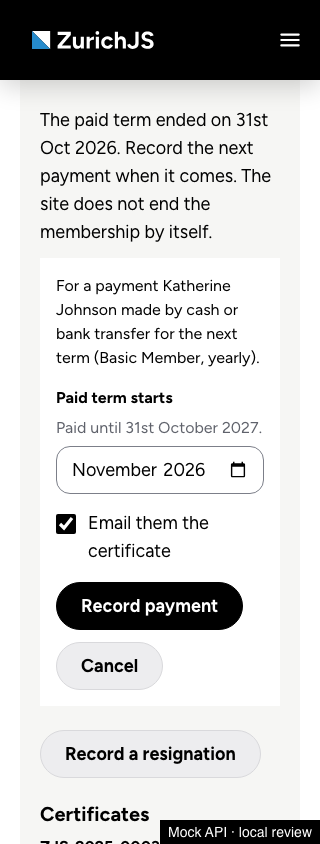 ZurichJS
The paid term ended on 31st
Oct 2026. Record the next
payment when it comes. The
site does not end the
membership by itself.
For a payment Katherine
Johnson made by cash or
bank transfer for the next
term (Basic Member, yearly).
Paid term starts
Paid until 31st October 2027.
November 2026
Email them the
certificate
Record payment
Cancel
Record a resignation
Certificates
Mock API · local review